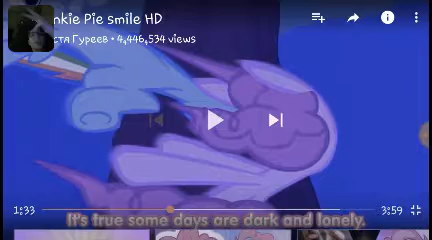 nkie Pie smile HD
стя Гуреев • 4,446,534 views
1:33
3:59
It's true some days are dark and lonely.